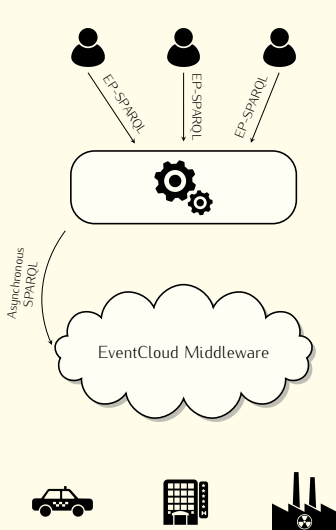 EP-SPARQL
EP-SPARQL
EP-SPARQL
Asynchronous
SPARQL
EventCloud Middleware